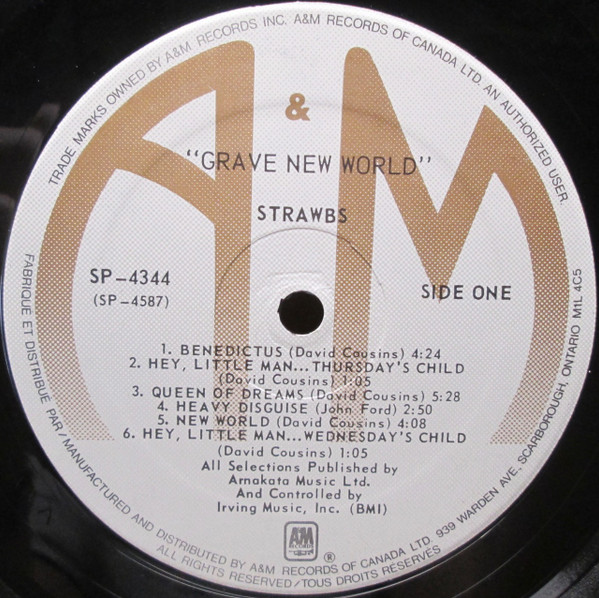 TRADE MARKS OWNED BY A&M RECORDS INC. A&M RECORDS OF CANADA LTD. AN AUTHORIZED USER.
&
"GRAVE NEW WORLD"
STRAWBS
SP-4344
(SP-4587)
SIDE ONE
1. BENEDICTUS (David Cousins) 4:24
2. HEY, LITTLE MAN...THURSDAY'S CHILD
(David Cousins) 1:05
3. QUEEN OF DREAMS (David Cousins) 5:28
4. HEAVY DISGUISE (John Ford) 2:50
5. NEW WORLD (David Cousins) 4:08
6. HEY, LITTLE MAN...WEDNESDAY'S CHILD
(David Cousins) 1:05
All Selections Published by
Arnakata Music Ltd.
And Controlled by
Irving Music, Inc. (BMI)
A&M
RECORDS
®
FABRIQUE ET DISTRIBUÉ PAR/MANUFACTURED AND DISTRIBUTED BY A&M RECORDS OF CANADA LTD. 939 WARDEN AVE, SCARBOROUGH, ONTARIO M1L 4C5
ALL RIGHTS RESERVED/TOUS DROITS RÉSERVÉS
A M